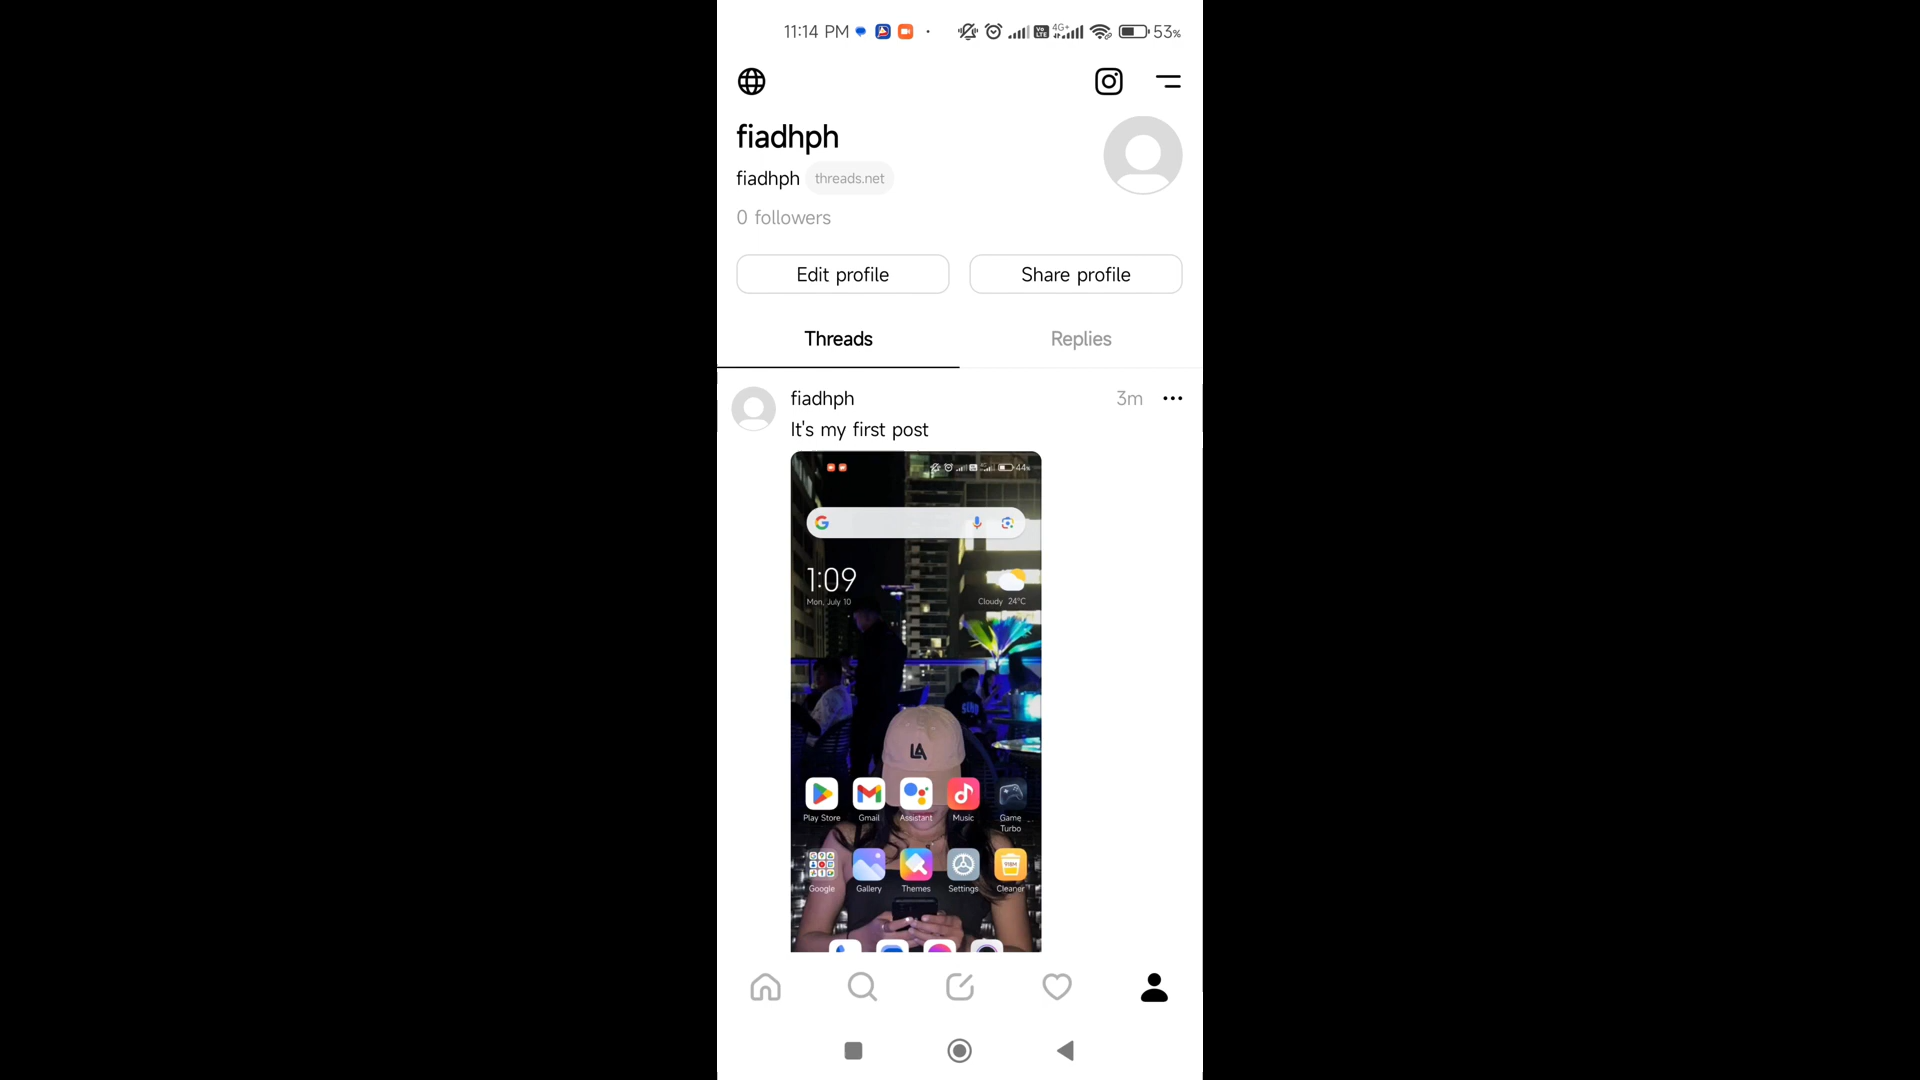 11:14 PM 4G+ 53%
fiadhph
fiadhph threads.net
0 followers
Edit profile Share profile
Threads Replies
fiadhph 3m
It's my first post
44%
1:09
Mon, July 10 Cloudy 24°C
LA
Play Store Gmail Assistant Music Game Turbo
Google Gallery Themes Settings Cleaner